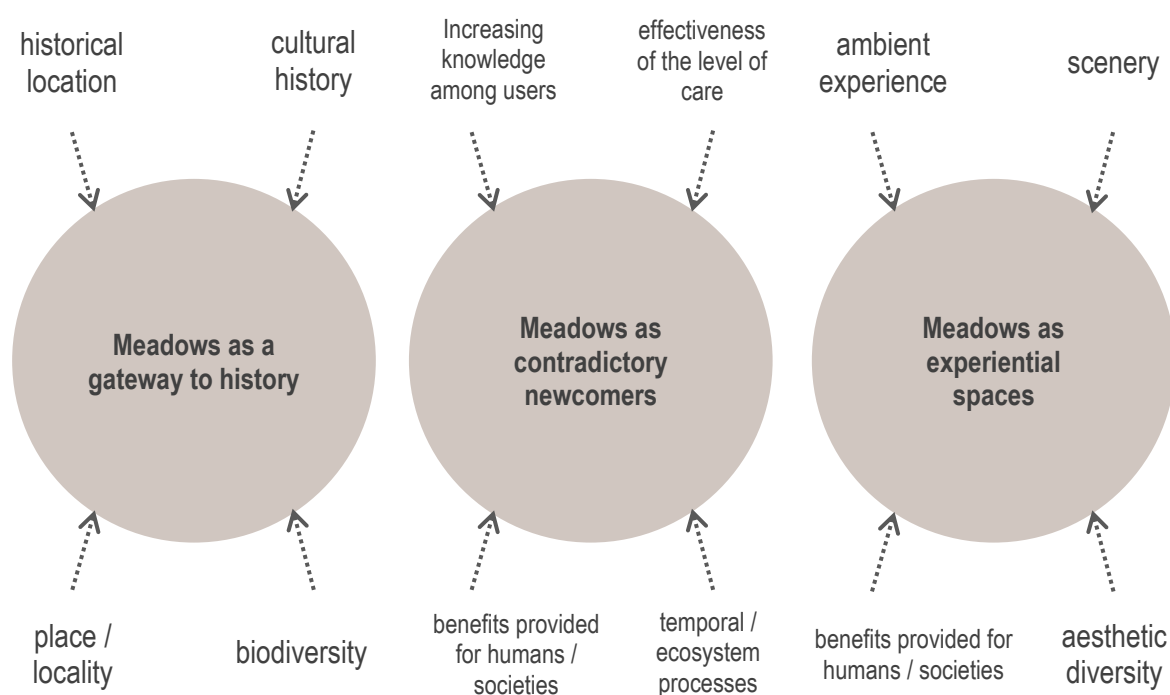 historical
location
cultural
history
Increasing
knowledge
among users
effectiveness
of the level of
care
ambient
experience
scenery
Meadows as a
gateway to history
Meadows as
contradictory
newcomers
Meadows as
experiential
spaces
place /
locality
biodiversity
benefits provided
for humans /
societies
temporal /
ecosystem
processes
benefits provided for
humans / societies
aesthetic
diversity